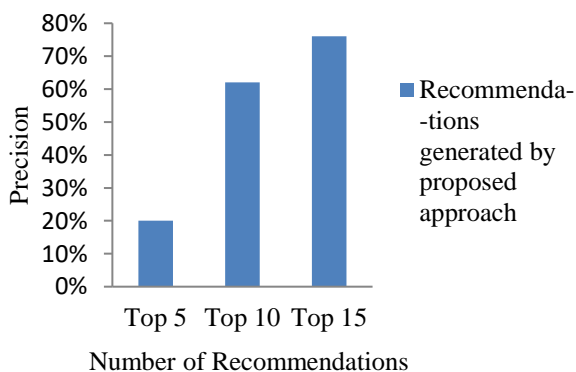 80%
70%
60%
50%
40%
30%
20%
10%
0%
Precision
Top 5 Top 10 Top 15
Number of Recommendations
Recommenda-
-tions
generated by
proposed
approach